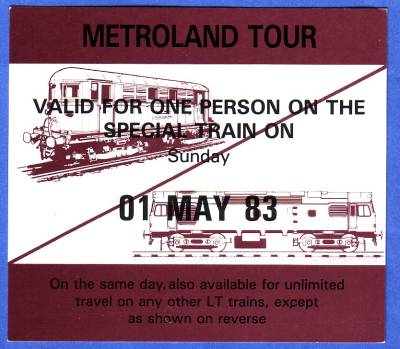 METROLAND TOUR
VALID FOR ONE PERSON ON THE
SPECIAL TRAIN ON
Sunday
01 MAY 83
On the same day, also available for unlimited
travel on any other LT trains, except
as shown on reverse